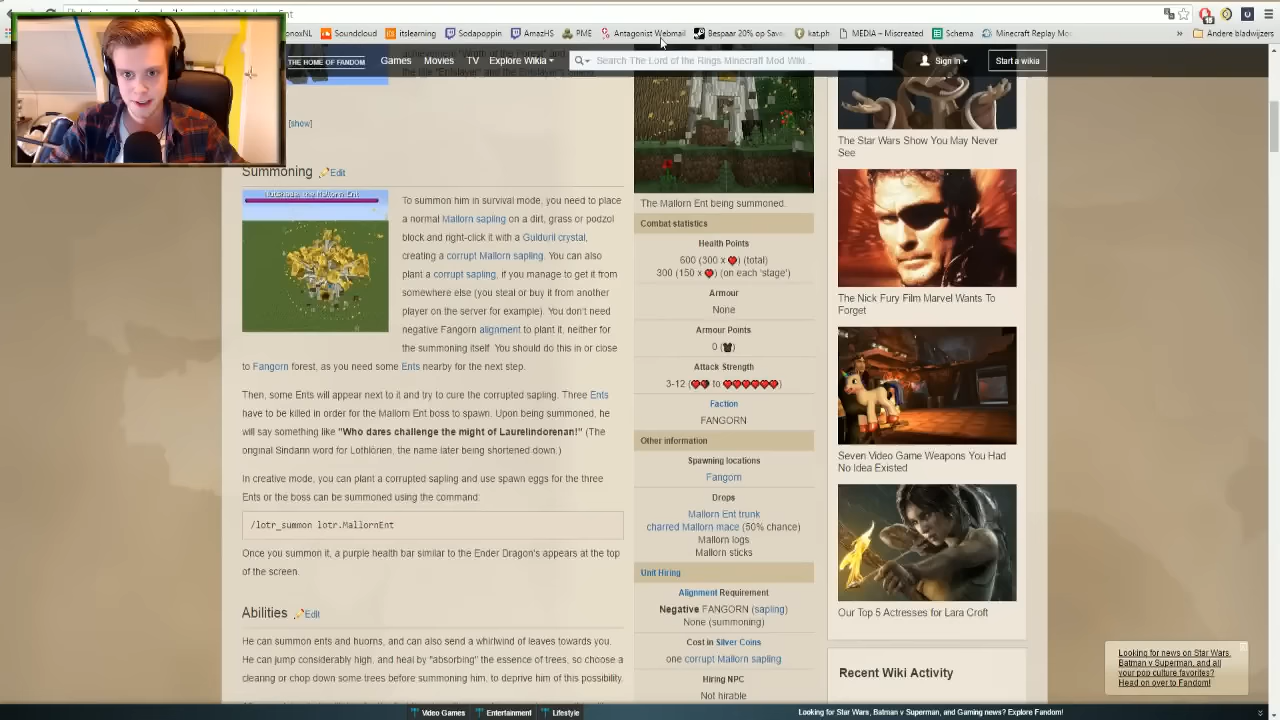 onoxNL Soundcloud itslearning Sodapoppin AmazHS PME Antagonist Webmail Bespaar 20% op Save kat.ph MEDIA – Miscreated Schema Minecraft Replay Mo Andere bladwijzers
THE HOME OF FANDOM Games Movies TV Explore Wikia Search The Lord of the Rings Minecraft Mod Wiki... Sign In Start a wikia
[show]
Summoning Edit
To summon him in survival mode, you need to place
a normal Mallorn sapling on a dirt, grass or podzol
block and right-click it with a Gulduril crystal,
creating a corrupt Mallorn sapling. You can also
plant a corrupt sapling, if you manage to get it from
somewhere else (you steal or buy it from another
player on the server for example). You don't need
negative Fangorn alignment to plant it, neither for
the summoning itself. You should do this in or close
to Fangorn forest, as you need some Ents nearby for the next step.
Then, some Ents will appear next to it and try to cure the corrupted sapling. Three Ents
have to be killed in order for the Mallorn Ent boss to spawn. Upon being summoned, he
will say something like "Who dares challenge the might of Laurelindorenan!" (The
original Sindarin word for Lothlórien, the name later being shortened down.)
In creative mode, you can plant a corrupted sapling and use spawn eggs for the three
Ents or the boss can be summoned using the command:
/lotr_summon lotr.MallornEnt
Once you summon it, a purple health bar similar to the Ender Dragon's appears at the top
of the screen.
Abilities Edit
He can summon ents and huorns, and can also send a whirlwind of leaves towards you.
He can jump considerably high, and heal by "absorbing" the essence of trees, so choose a
clearing or chop down some trees before summoning him, to deprive him of this possibility.
The Mallorn Ent being summoned.
Combat statistics
Health Points
600 (300 x ) (total)
300 (150 x ) (on each 'stage')
Armour
None
Armour Points
0 ( )
Attack Strength
3-12 ( to )
Faction
FANGORN
Other information
Spawning locations
Fangorn
Drops
Mallorn Ent trunk
charred Mallorn mace (50% chance)
Mallorn logs
Mallorn sticks
Unit Hiring
Alignment Requirement
Negative FANGORN (sapling)
None (summoning)
Cost in Silver Coins
one corrupt Mallorn sapling
Hiring NPC
Not hirable
The Star Wars Show You May Never
See
The Nick Fury Film Marvel Wants To
Forget
Seven Video Game Weapons You Had
No Idea Existed
Our Top 5 Actresses for Lara Croft
Recent Wiki Activity
Looking for news on Star Wars,
Batman v Superman, and all
your pop culture favorites?
Head on over to Fandom!
Video Games Entertainment Lifestyle Looking for Star Wars, Batman v Superman, and Gaming news? Explore Fandom!